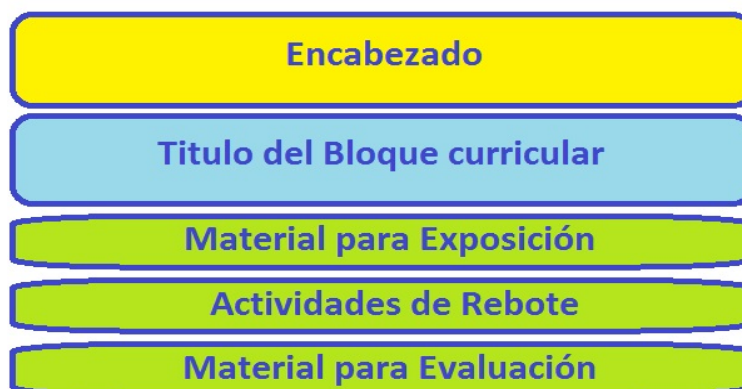 Encabezado
Titulo del Bloque curricular
Material para Exposición
Actividades de Rebote
Material para Evaluación